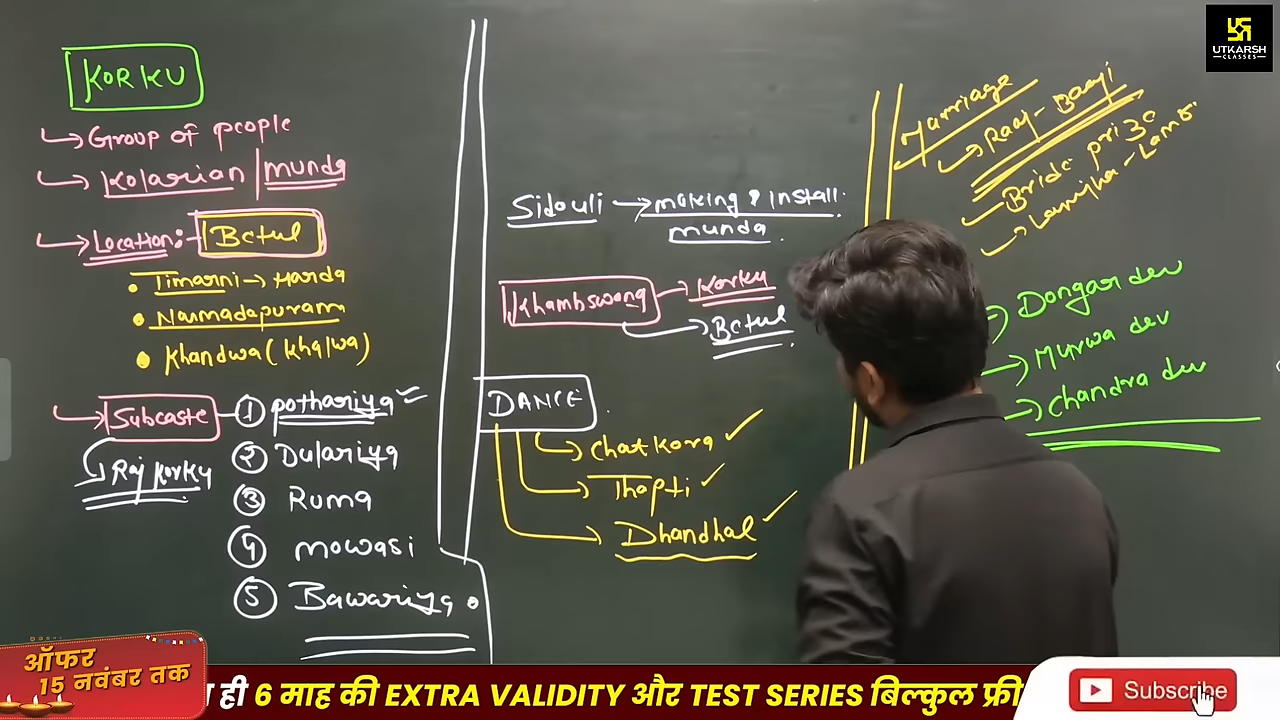 KORKU
Group of people
Kolarian | munda
Location:- Betul
Timarni → Harda
Narmadapuram
Khandwa (Khalwa)
Subcaste
Raj Korku
① pothariya
② Dulariya
③ Ruma
④ mowasi
⑤ Bawariya
Sidouli → making & install.
munda.
Khambswang → Korku
→ Betul
DANCE
Chatkora
Thapti
Dhandhal
Marriage
→ Raaj-Baaji
Bride prize
Lamjha-Lamo
Dongar dev
→ Murwa dev
→ Chandra dev
UTKARSH
CLASSES
ऑफर
15 नवंबर तक
ही 6 माह की EXTRA VALIDITY और TEST SERIES बिल्कुल फ्री
Subscribe